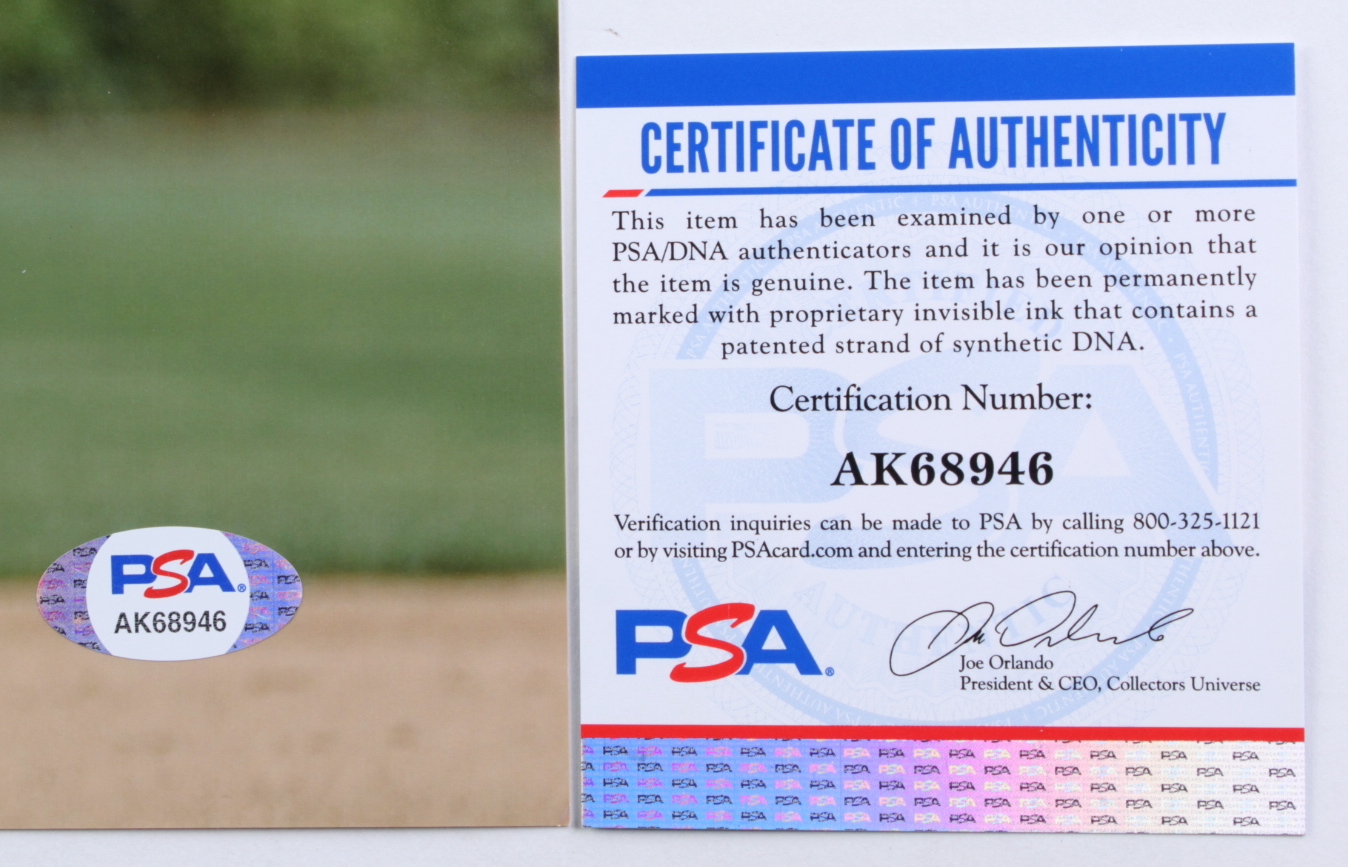 CERTIFICATE OF AUTHENTICITY
This item has been examined by one or more
PSA/DNA authenticators and it is our opinion that
the item is genuine. The item has been permanently
marked with proprietary invisible ink that contains a
patented strand of synthetic DNA.
Certification Number:
AK68946
Verification inquiries can be made to PSA by calling 800-325-1121
or by visiting PSAcard.com and entering the certification number above.
PSA®
Joe Orlando
Joe Orlando
President & CEO, Collectors Universe
PSA®
AK68946